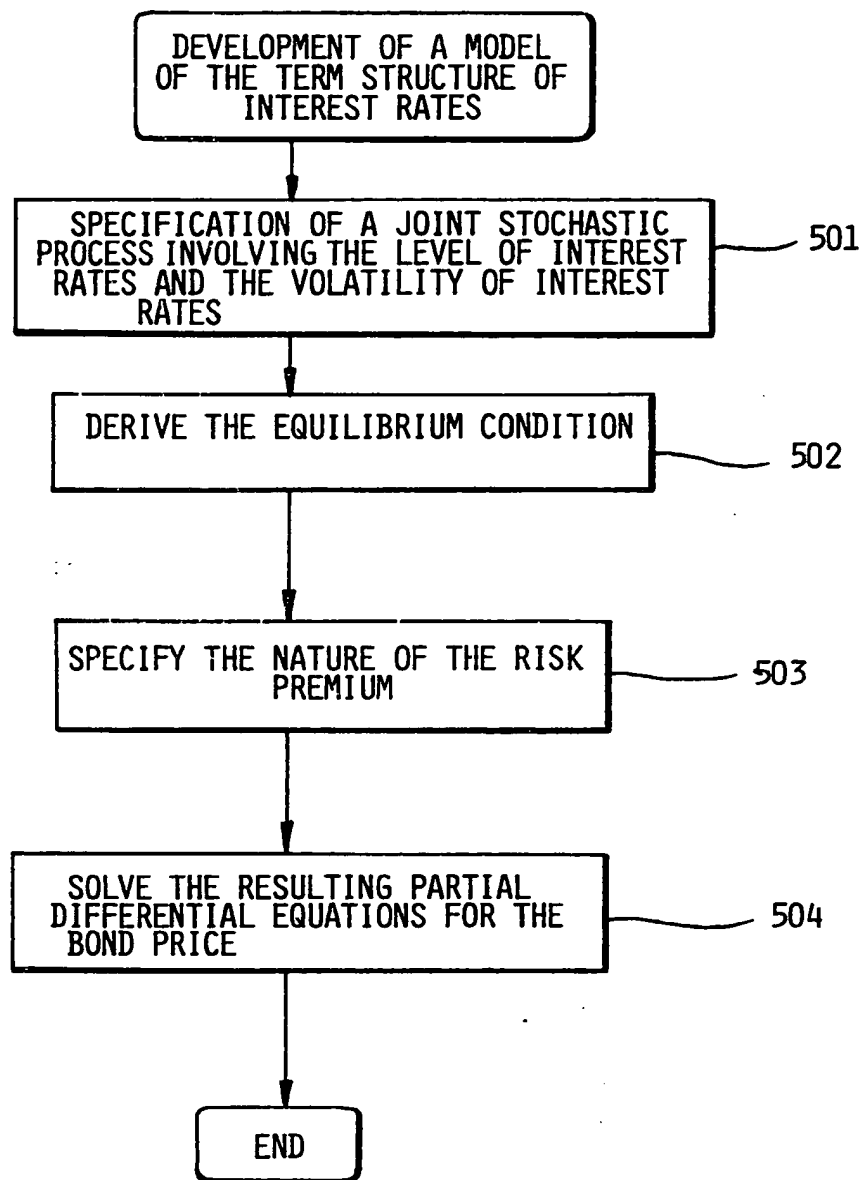 DEVELOPMENT OF A MODEL
OF THE TERM STRUCTURE OF
INTEREST RATES
SPECIFICATION OF A JOINT STOCHASTIC
PROCESS INVOLVING THE LEVEL OF INTEREST
RATES AND THE VOLATILITY OF INTEREST
RATES
501
DERIVE THE EQUILIBRIUM CONDITION
502
SPECIFY THE NATURE OF THE RISK
PREMIUM
503
SOLVE THE RESULTING PARTIAL
DIFFERENTIAL EQUATIONS FOR THE
BOND PRICE
504
END